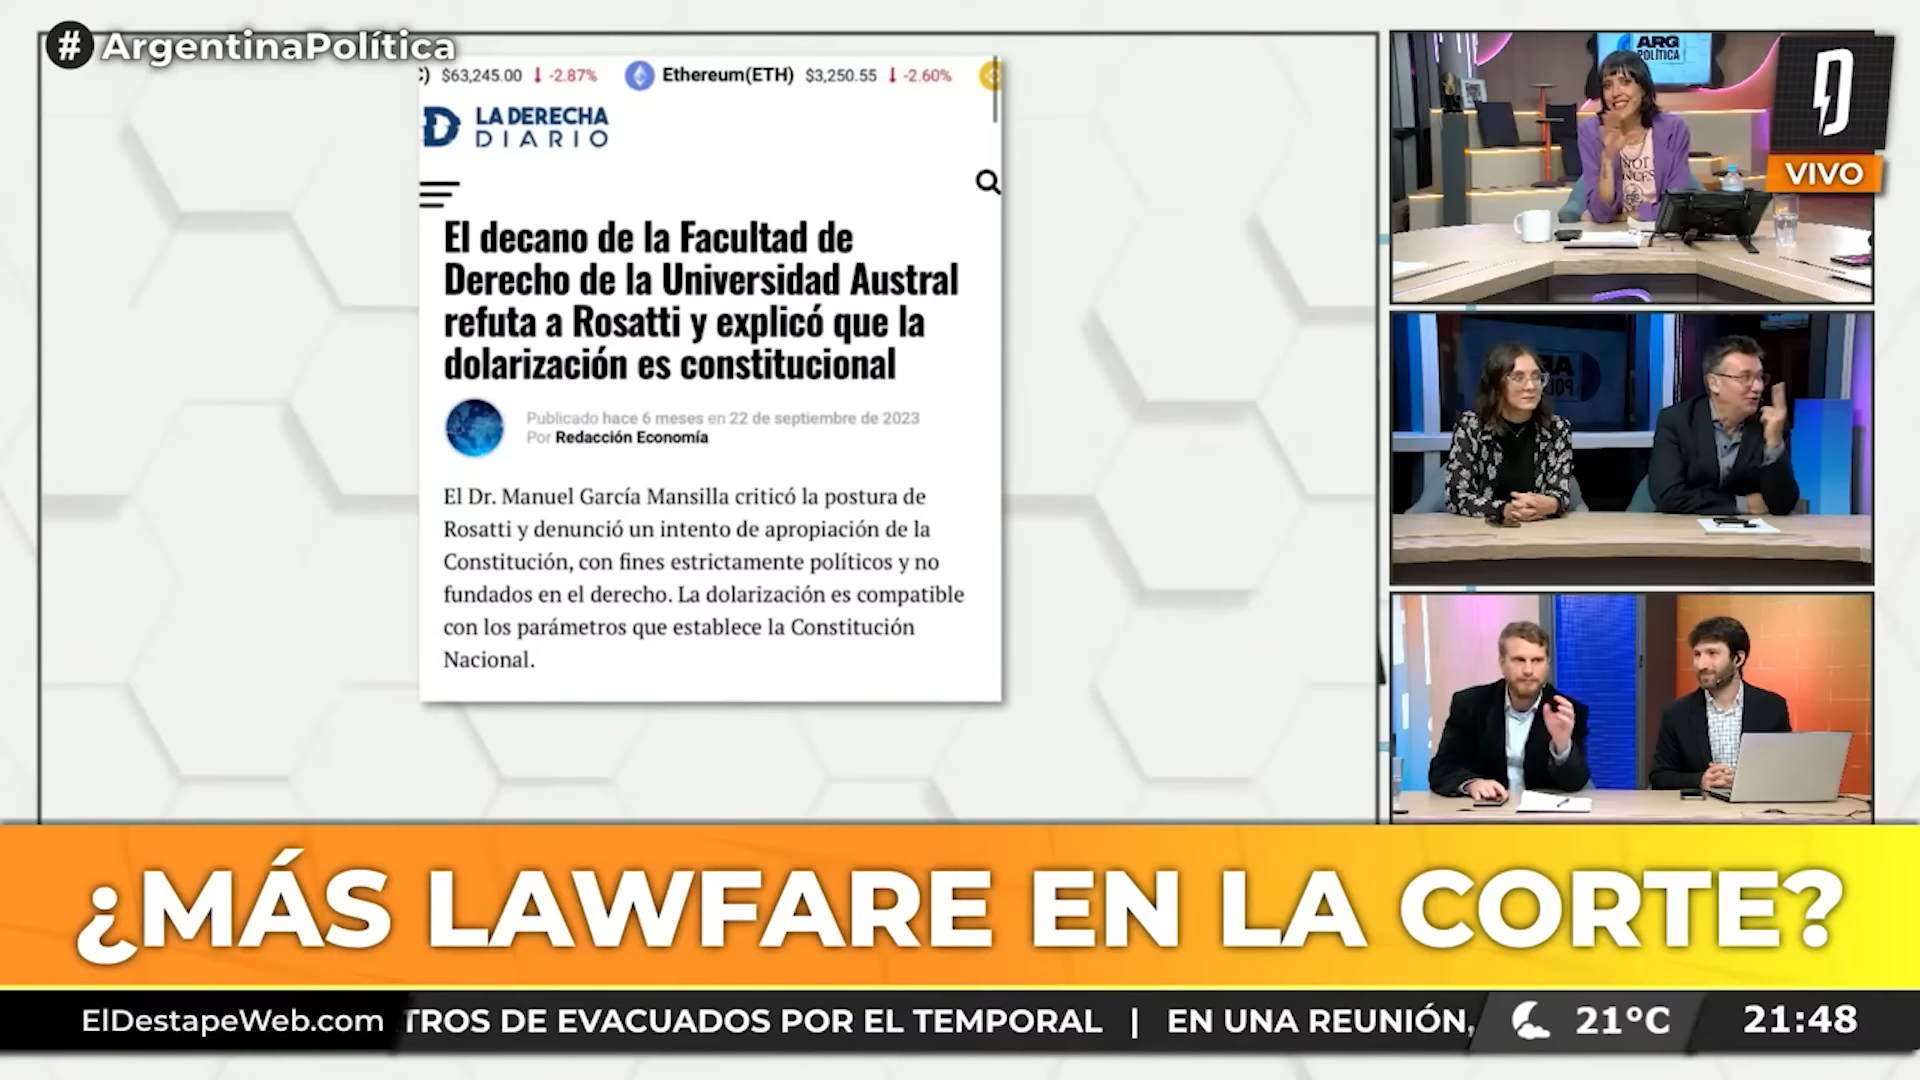 # ArgentinaPolítica
$63,245.00 -2.87% Ethereum(ETH) $3,250.55 -2.60%
LA DERECHA
DIARIO
El decano de la Facultad de
Derecho de la Universidad Austral
refuta a Rosatti y explicó que la
dolarización es constitucional
Publicado hace 6 meses en 22 de septiembre de 2023
Por Redacción Economía
El Dr. Manuel García Mansilla criticó la postura de
Rosatti y denunció un intento de apropiación de la
Constitución, con fines estrictamente políticos y no
fundados en el derecho. La dolarización es compatible
con los parámetros que establece la Constitución
Nacional.
ARG
POLÍTICA
VIVO
¿MÁS LAWFARE EN LA CORTE?
ElDestapeWeb.com TROS DE EVACUADOS POR EL TEMPORAL | EN UNA REUNIÓN, 21°C 21:48